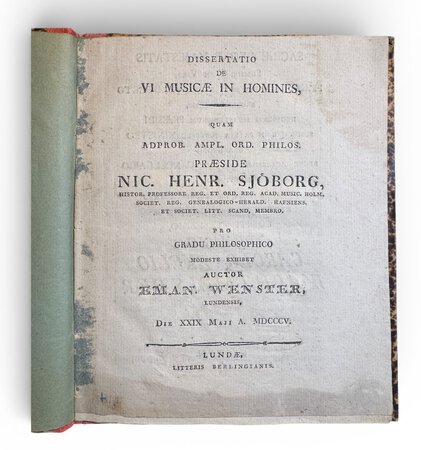 DISSERTATIO
DE
VI MUSICÆ IN HOMINES,
QUAM
ADPROB. AMPL. ORD. PHILOS.
PRÆSIDE
NIC. HENR. SJÖBORG,
HISTOR. PROFESSORE REG. ET ORD. REG. ACAD. MUSIC. HOLM.
SOCIET. REG. GENEALOGICO-HERALD. HAFNIENS.
ET SOCIET. LITT. SCAND, MEMBRO.
PRO
GRADU PHILOSOPHICO
MODESTE EXHIBET
AUCTOR
EMAN. WENSTER,
LUNDENSIS,
DIE XXIX MAJI A. MDCCCV.
LUNDÆ,
LITTERIS BERLINGIANIS.